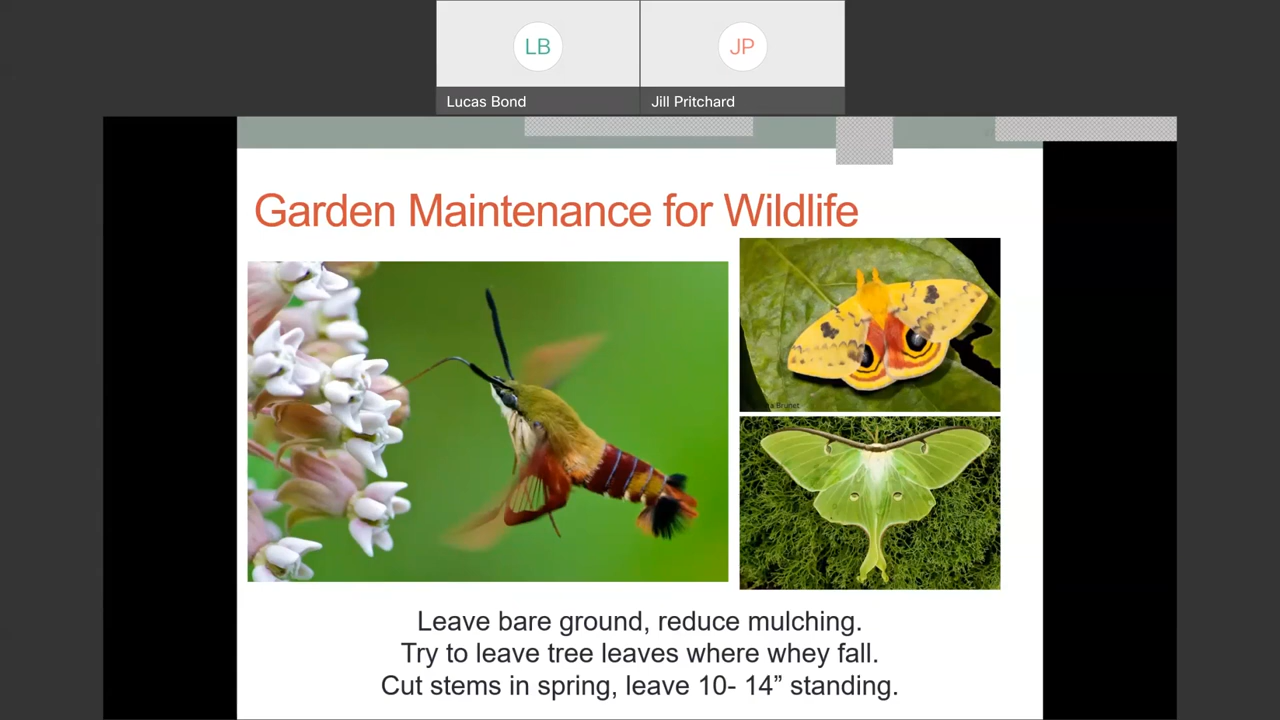 LB
JP
Lucas Bond
Jill Pritchard
Garden Maintenance for Wildlife
Brunet
Leave bare ground, reduce mulching.
Try to leave tree leaves where whey fall.
Cut stems in spring, leave 10- 14” standing.